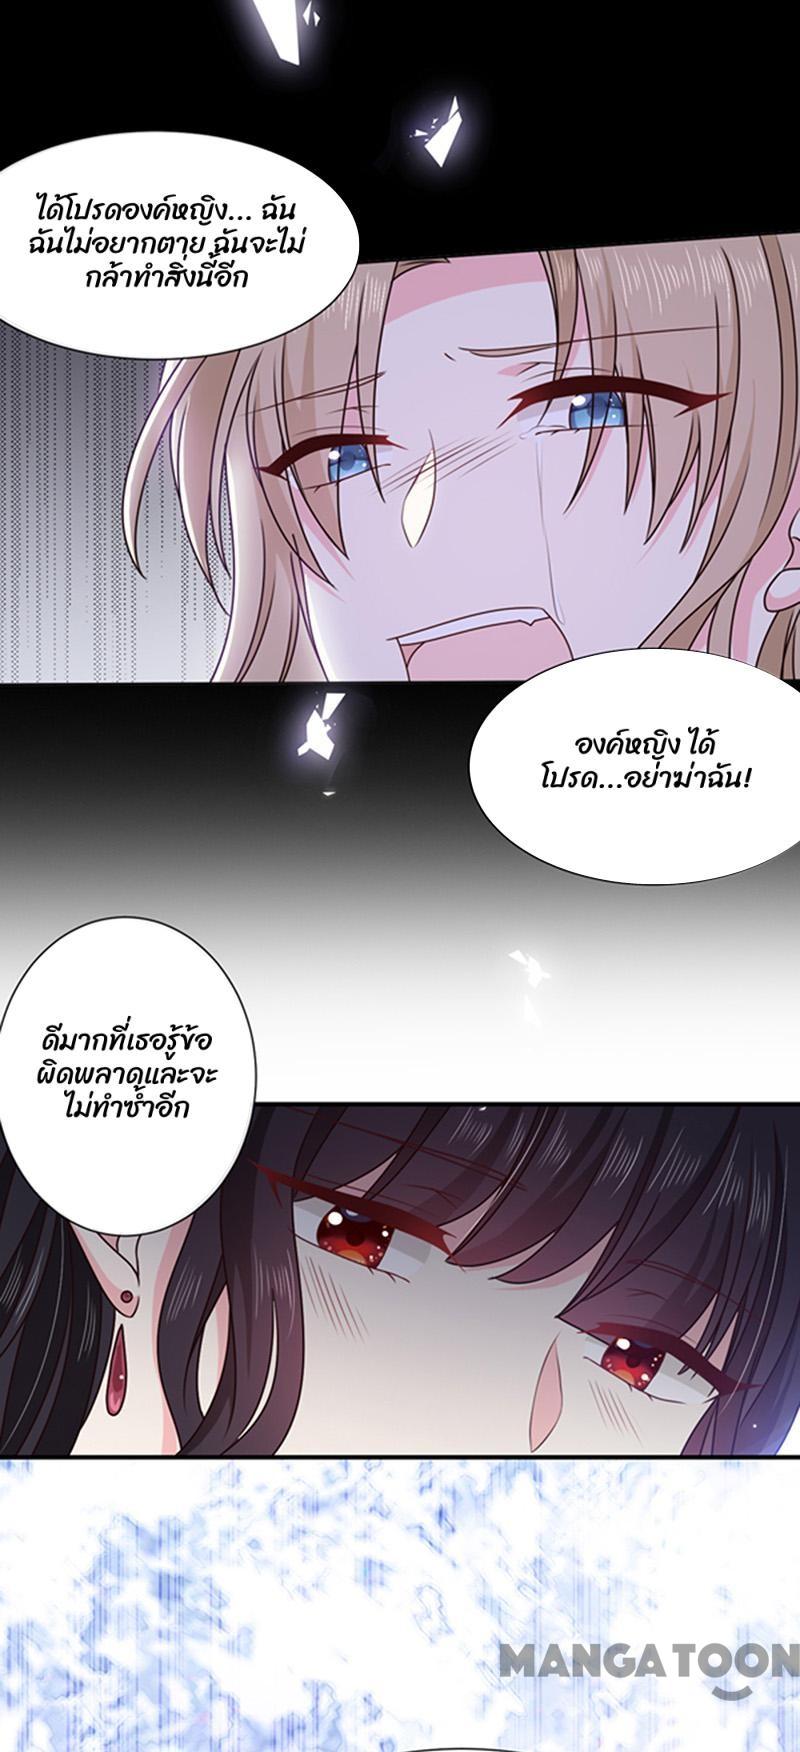 ได้โปรดองค์หญิง... ฉัน
ฉันไม่อยากตาย ฉันจะไม่
กล้าทำสิ่งนี้อีก
องค์หญิง ได้
โปรด...อย่าฆ่าฉัน!
ดีมากที่เธอรู้ข้อ
ผิดพลาดและจะ
ไม่ทำซ้ำอีก
MANGATOON